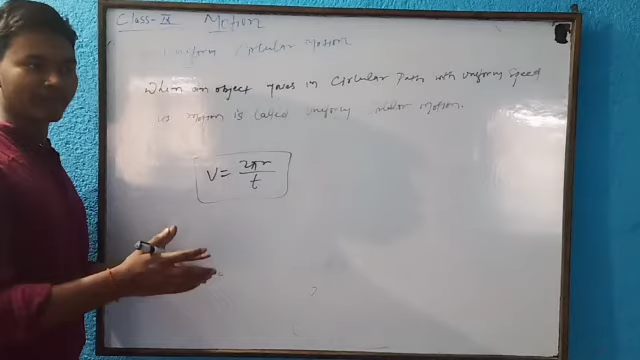 Class-IX Motion
Uniform Circular Motion
When an object moves in Circular Path with uniform Speed
its motion is called uniform circular motion.
V = 2πr/t